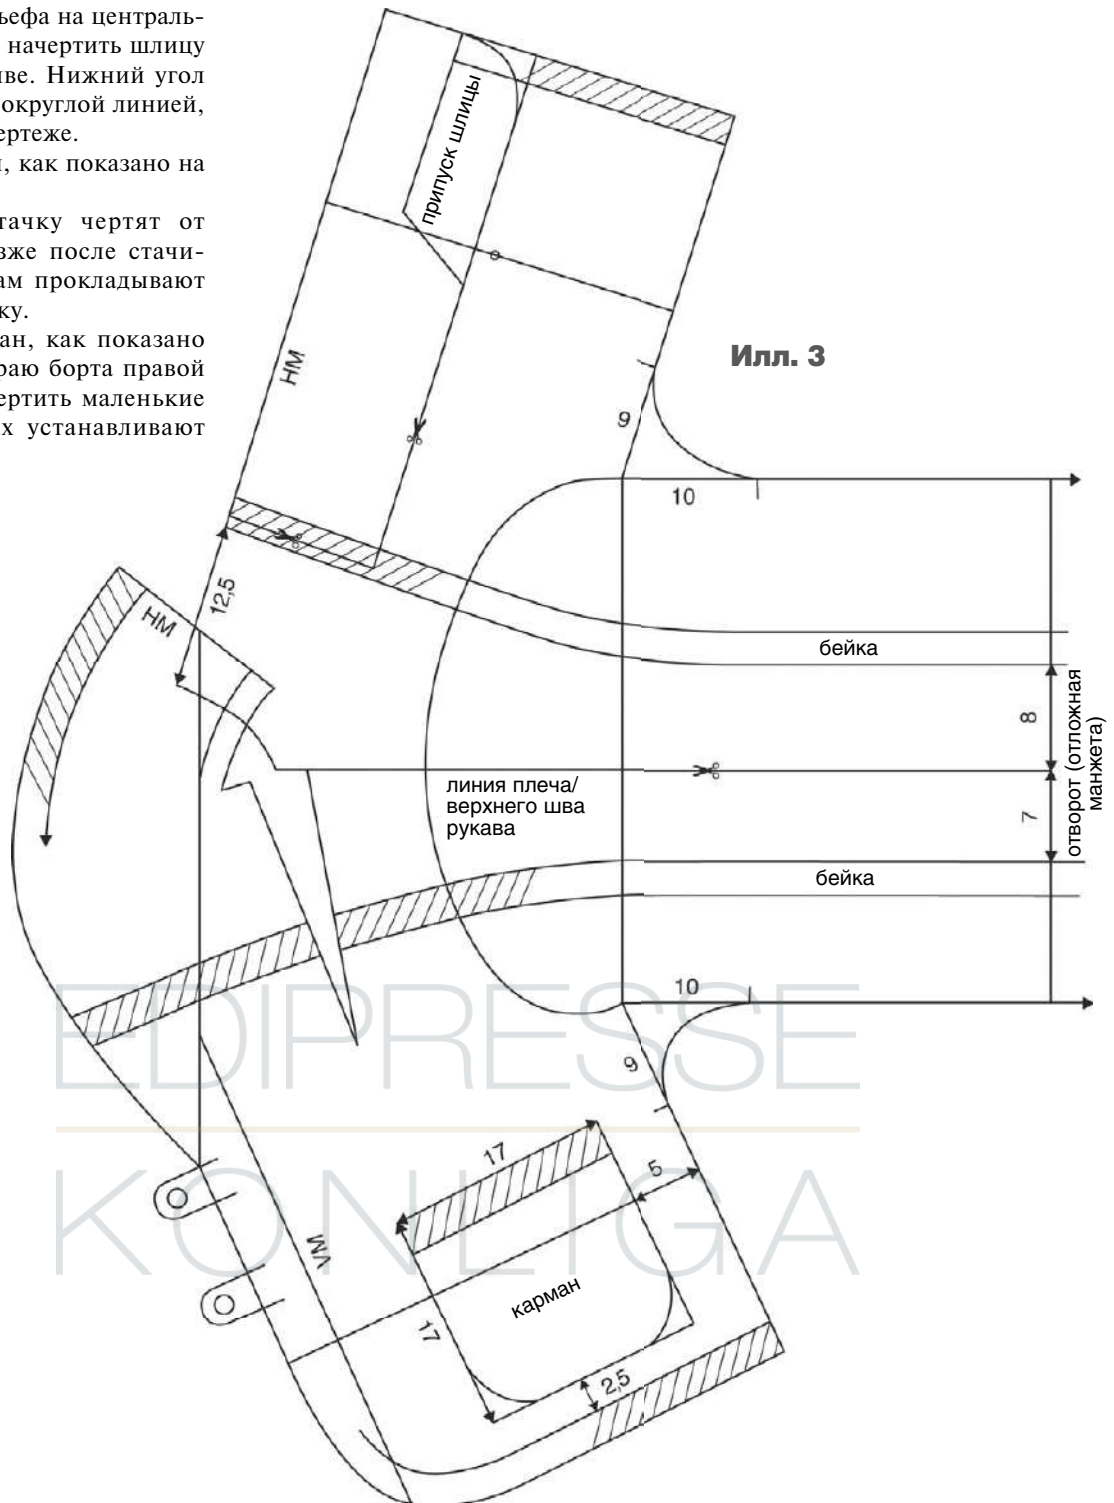 ьефа на централь-
начертить шлицу
иве. Нижний угол
округлой линией,
ертеже.
и, как показано на
тачку чертят от
зже после стачи-
ам прокладывают
ку.
ан, как показано
раю борта правой
ертить маленькие
х устанавливают
припуск шлицы
НМ
Илл. 3
9
10
12,5
НМ
бейка
8
отворот (отложная
манжета)
линия плеча/
верхнего шва
рукава
7
бейка
10
9
EDIPRESSE
KONLIGA
17
5
VM
карман
17
2,5